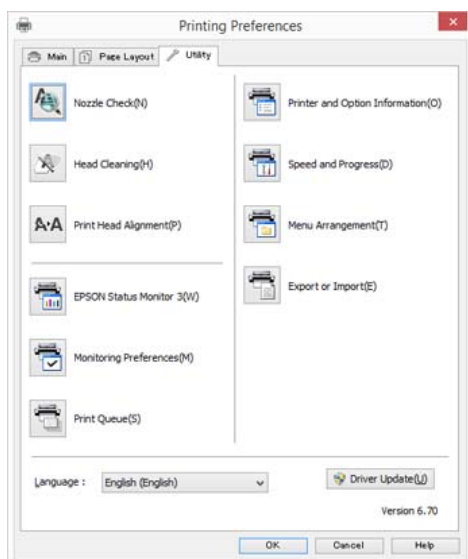 Printing Preferences
Main
Page Layout
Utility
Nozzle Check(N)
Head Cleaning(H)
Print Head Alignment(P)
EPSON Status Monitor 3(W)
Monitoring Preferences(M)
Print Queue(S)
Printer and Option Information(O)
Speed and Progress(D)
Menu Arrangement(T)
Export or Import(E)
Language :
English (English)
Driver Update(U)
Version 6.70
OK
Cancel
Help